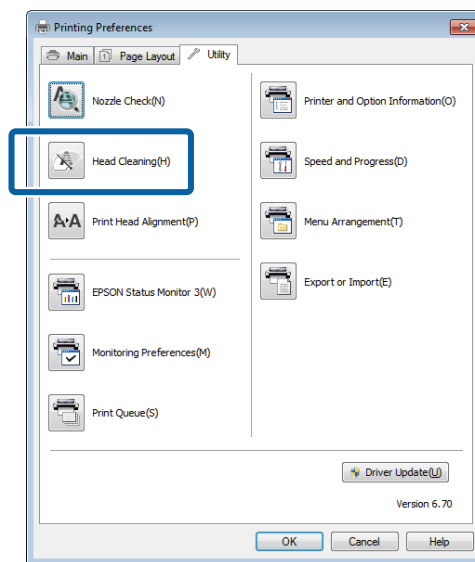 Printing Preferences
Main
Page Layout
Utility
Nozzle Check(N)
Head Cleaning(H)
Print Head Alignment(P)
EPSON Status Monitor 3(W)
Monitoring Preferences(M)
Print Queue(S)
Printer and Option Information(O)
Speed and Progress(D)
Menu Arrangement(T)
Export or Import(E)
Driver Update(U)
Version 6.70
OK
Cancel
Help